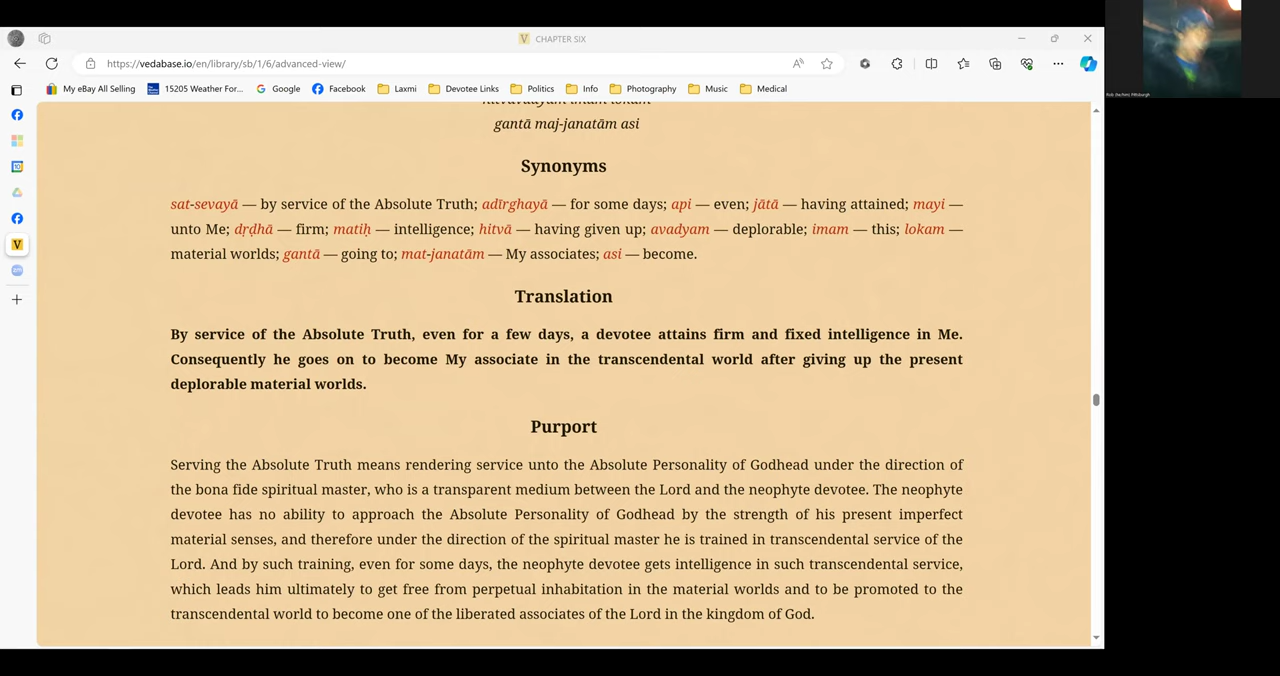 CHAPTER SIX
https://vedabase.io/en/library/sb/1/6/advanced-view/
My eBay All Selling
15205 Weather For...
Google
Facebook
Laxmi
Devotee Links
Politics
Info
Photography
Music
Medical
gantā maj-janatām asi
Synonyms
sat-sevayā — by service of the Absolute Truth; adīrghayā — for some days; api — even; jātā — having attained; mayi —
unto Me; dṛḍhā — firm; matiḥ — intelligence; hitvā — having given up; avadyam — deplorable; imam — this; lokam —
material worlds; gantā — going to; mat-janatām — My associates; asi — become.
Translation
By service of the Absolute Truth, even for a few days, a devotee attains firm and fixed intelligence in Me.
Consequently he goes on to become My associate in the transcendental world after giving up the present
deplorable material worlds.
Purport
Serving the Absolute Truth means rendering service unto the Absolute Personality of Godhead under the direction of
the bona fide spiritual master, who is a transparent medium between the Lord and the neophyte devotee. The neophyte
devotee has no ability to approach the Absolute Personality of Godhead by the strength of his present imperfect
material senses, and therefore under the direction of the spiritual master he is trained in transcendental service of the
Lord. And by such training, even for some days, the neophyte devotee gets intelligence in such transcendental service,
which leads him ultimately to get free from perpetual inhabitation in the material worlds and to be promoted to the
transcendental world to become one of the liberated associates of the Lord in the kingdom of God.